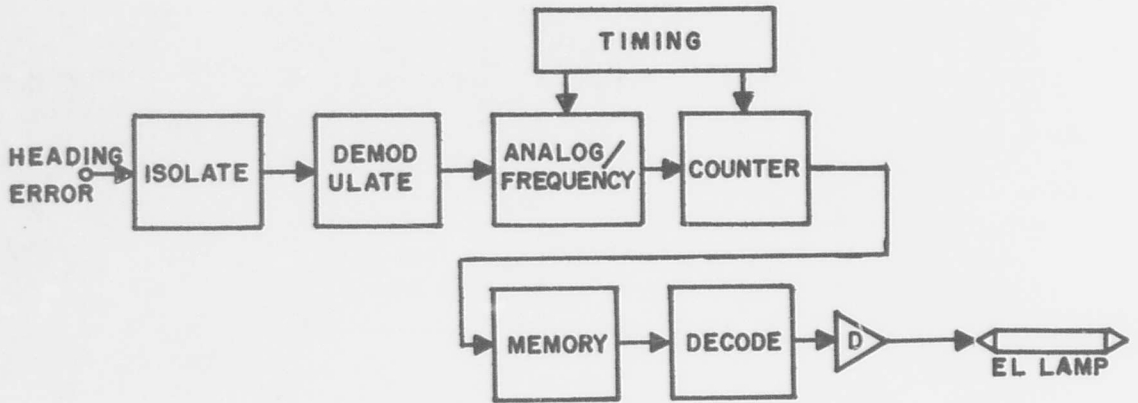 TIMING
HEADING
ERROR
ISOLATE
DEMOD
ULATE
ANALOG/
FREQUENCY
COUNTER
MEMORY
DECODE
D
EL LAMP